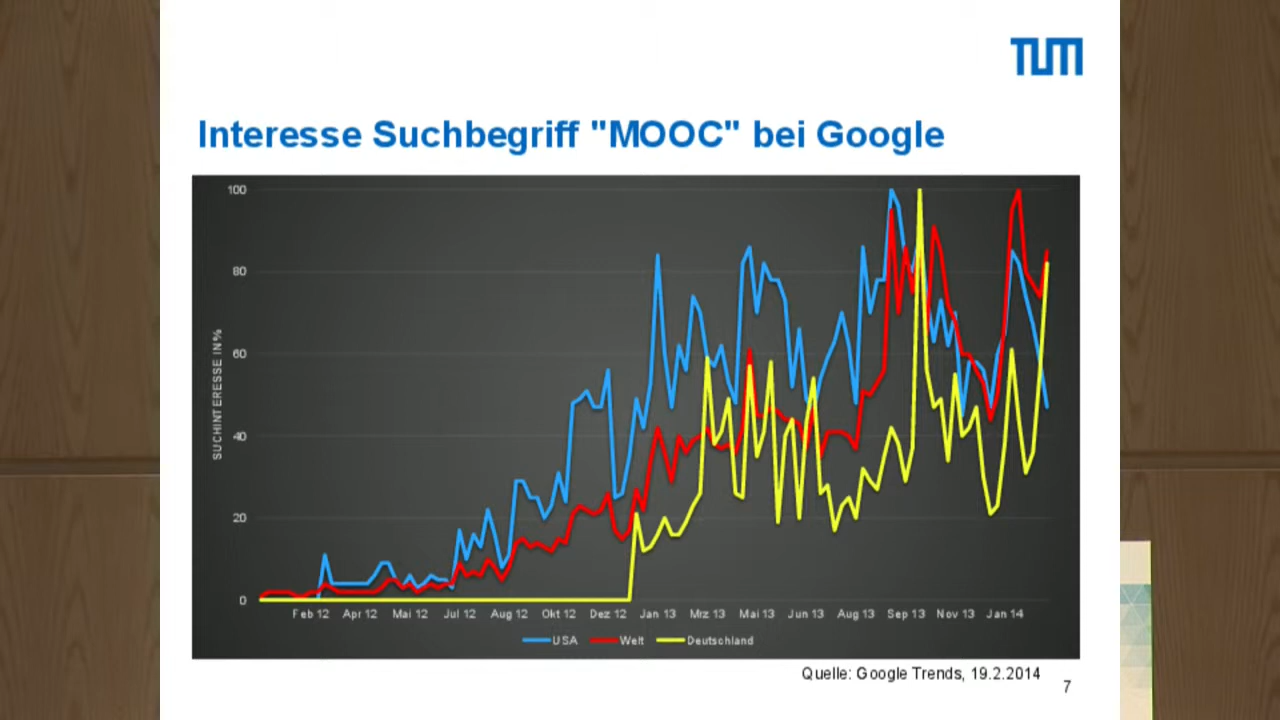 TUM
Interesse Suchbegriff "MOOC" bei Google
100
80
60
40
20
0
SUCHINTERESSE IN %
Feb 12 Apr 12 Mai 12 Jul 12 Aug 12 Okt 12 Dez 12 Jan 13 Mrz 13 Mai 13 Jun 13 Aug 13 Sep 13 Nov 13 Jan 14
USA Welt Deutschland
Quelle: Google Trends, 19.2.2014
7